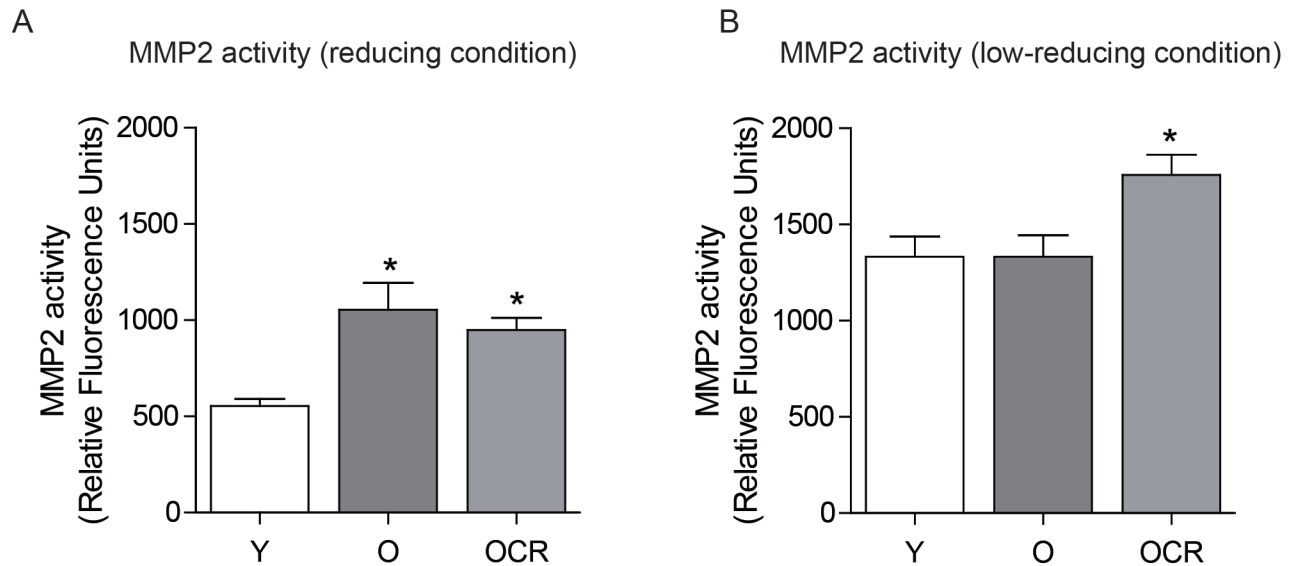 A
MMP2 activity (reducing condition)
MMP2 activity
(Relative Fluorescence Units)
2000
1500
1000
500
0
*
*
Y
O
OCR
B
MMP2 activity (low-reducing condition)
MMP2 activity
(Relative Fluorescence Units)
2000
1500
1000
500
0
*
Y
O
OCR